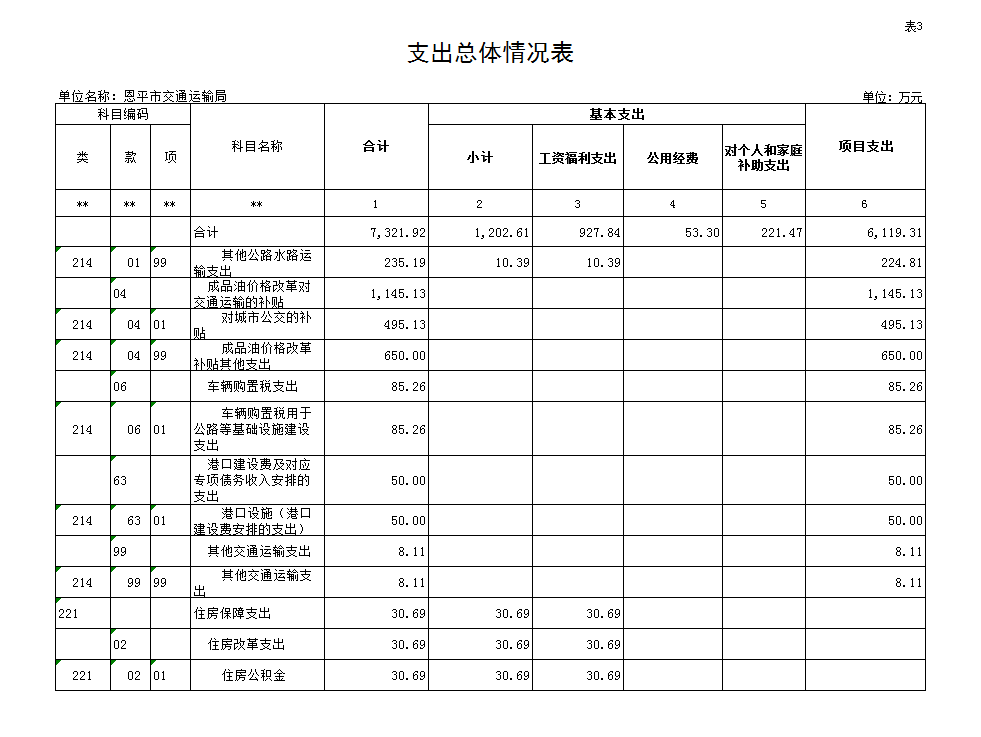 表3
支出总体情况表
单位名称：恩平市交通运输局 单位：万元
科目编码 科目名称 合计 基本支出 项目支出
类 款 项 小计 工资福利支出 公用经费 对个人和家庭
补助支出
** ** ** ** 1 2 3 4 5 6
合计 7,321.92 1,202.61 927.84 53.30 221.47 6,119.31
214 01 99 其他公路水路运
输支出 235.19 10.39 10.39 224.81
04 成品油价格改革对
交通运输的补贴 1,145.13 1,145.13
214 04 01 对城市公交的补
贴 495.13 495.13
214 04 99 成品油价格改革
补贴其他支出 650.00 650.00
06 车辆购置税支出 85.26 85.26
214 06 01 车辆购置税用于
公路等基础设施建设
支出 85.26 85.26
63 港口建设费及对应
专项债务收入安排的
支出 50.00 50.00
214 63 01 港口设施（港口
建设费安排的支出） 50.00 50.00
99 其他交通运输支出 8.11 8.11
214 99 99 其他交通运输支
出 8.11 8.11
221 住房保障支出 30.69 30.69 30.69
02 住房改革支出 30.69 30.69 30.69
221 02 01 住房公积金 30.69 30.69 30.69